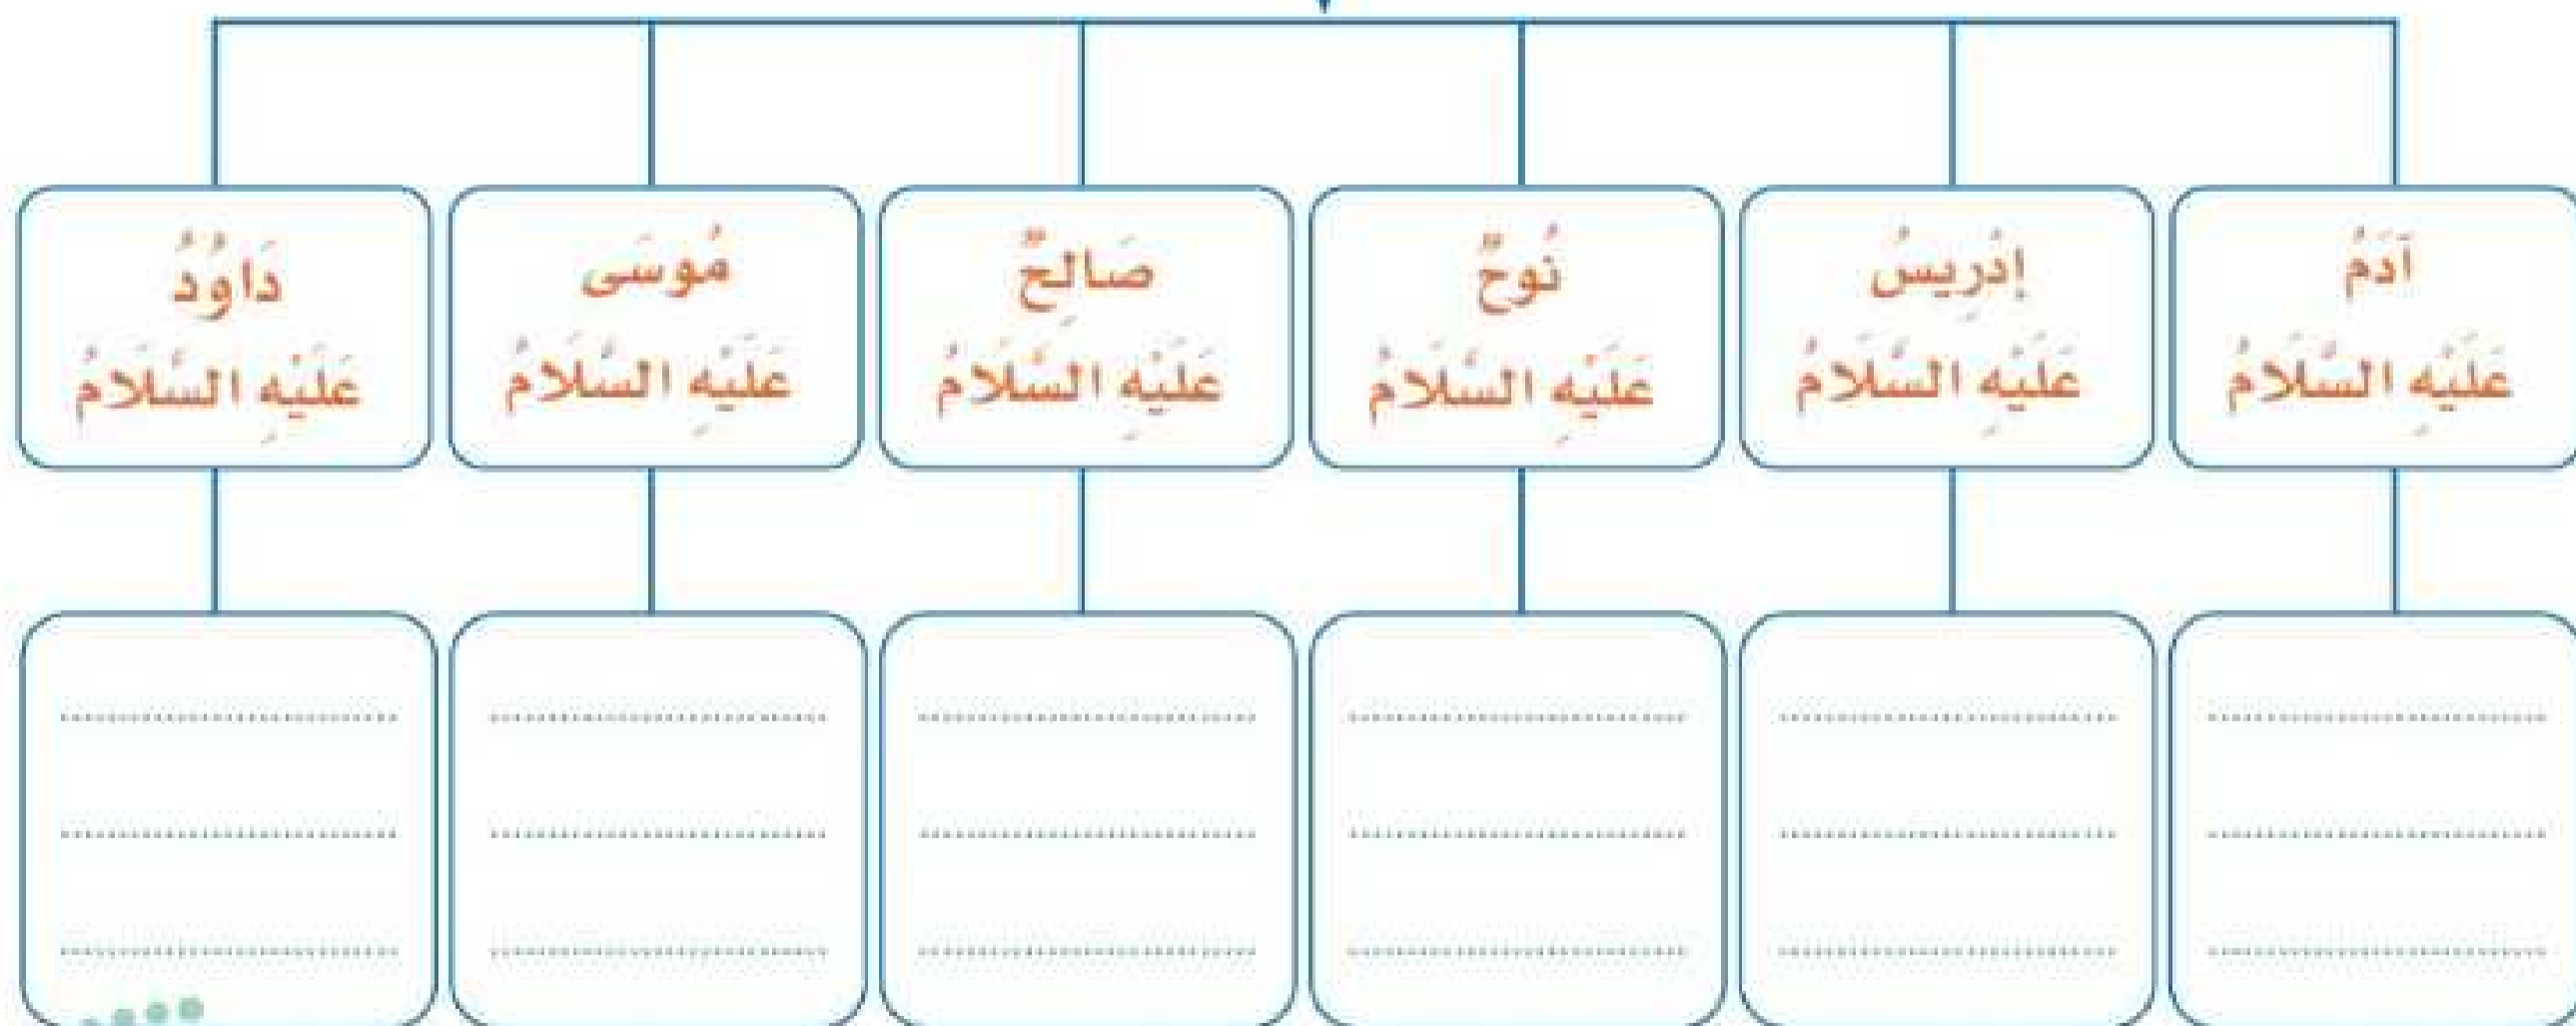 آدَمُ
عَلَيْهِ السَّلَامُ
إِدْرِيسُ
عَلَيْهِ السَّلَامُ
نُوحٌ
عَلَيْهِ السَّلَامُ
صَالِحٌ
عَلَيْهِ السَّلَامُ
مُوسَى
عَلَيْهِ السَّلَامُ
دَاوُدُ
عَلَيْهِ السَّلَامُ